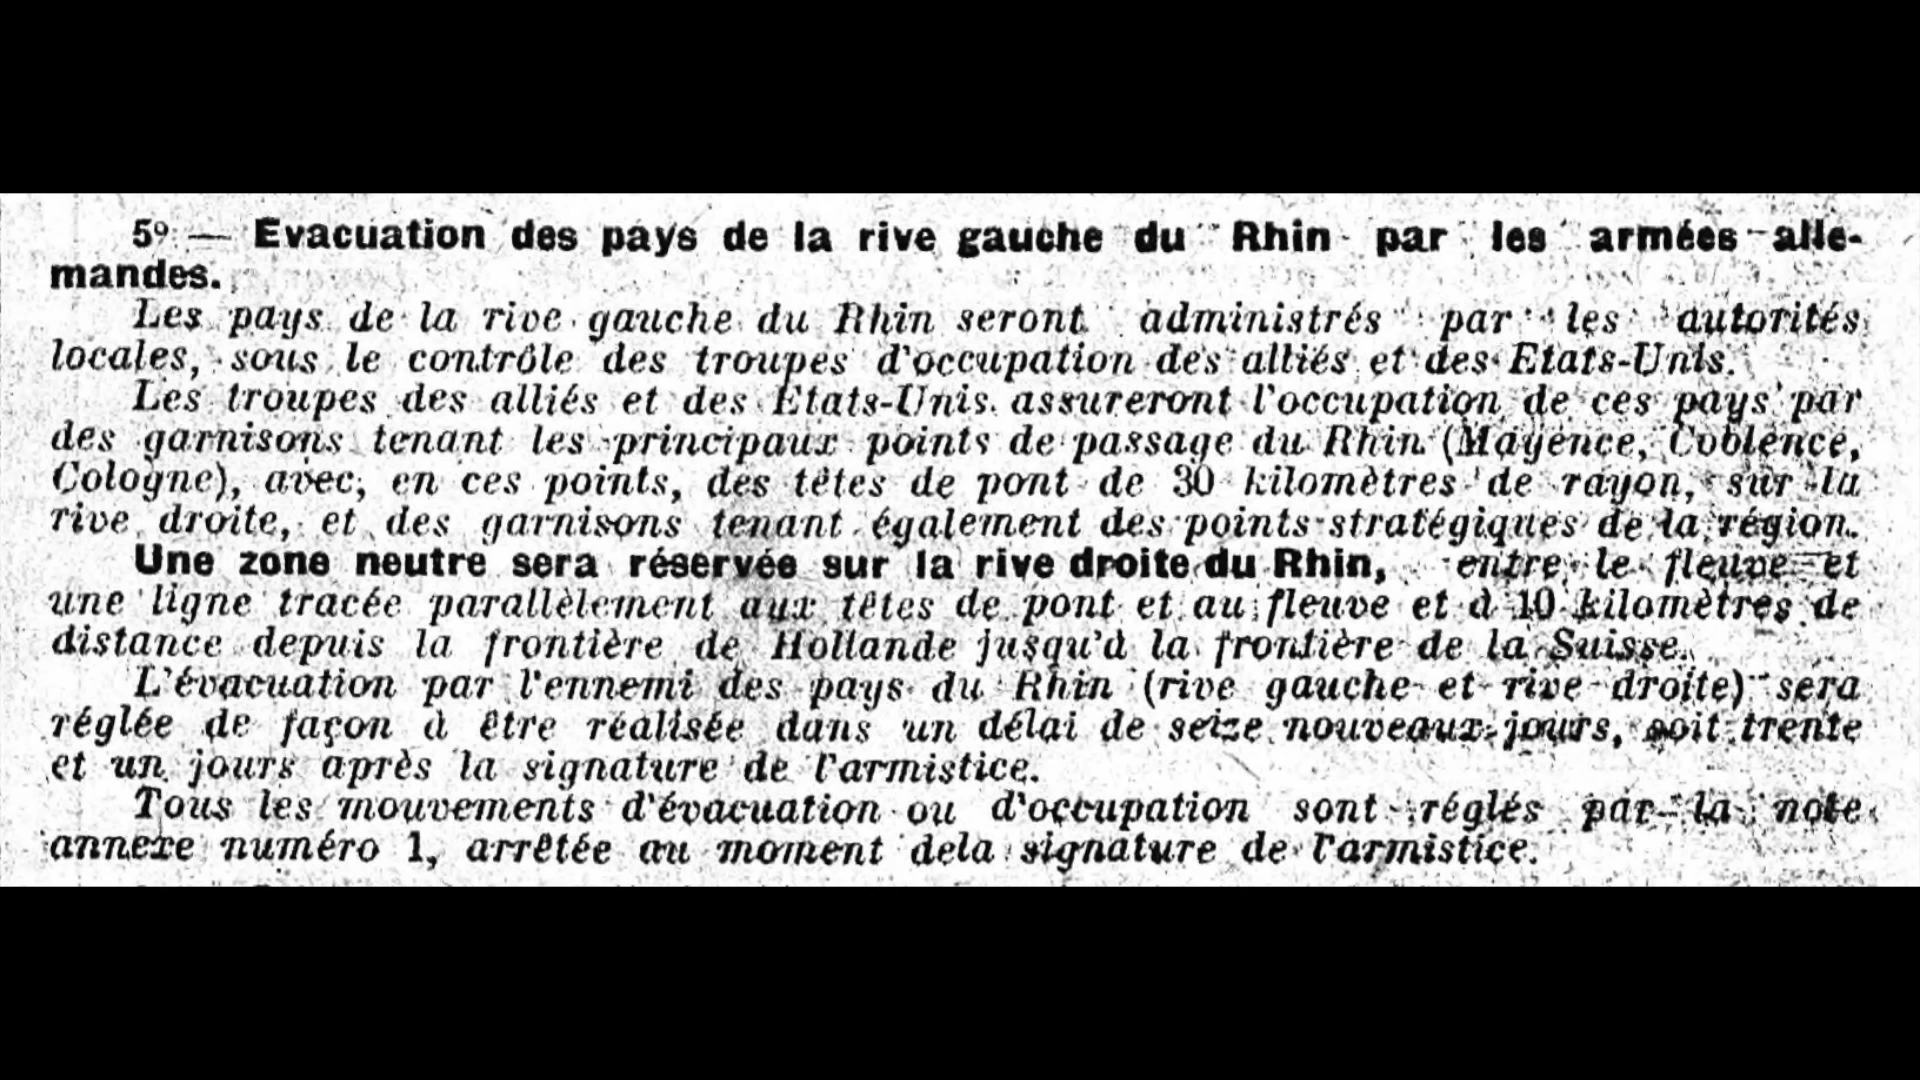 5° — Evacuation des pays de la rive gauche du Rhin par les armées alle-
mandes.
Les pays de la rive gauche du Rhin seront administrés par les autorités
locales, sous le contrôle des troupes d'occupation des alliés et des Etats-Unis.
Les troupes des alliés et des Etats-Unis assureront l'occupation de ces pays par
des garnisons tenant les principaux points de passage du Rhin (Mayence, Coblence,
Cologne), avec, en ces points, des têtes de pont de 30 kilomètres de rayon, sur la
rive droite, et des garnisons tenant également des points stratégiques de la région.
Une zone neutre sera réservée sur la rive droite du Rhin, entre le fleuve et
une ligne tracée parallèlement aux têtes de pont et au fleuve et à 10 kilomètres de
distance depuis la frontière de Hollande jusqu'à la frontière de la Suisse.
L'évacuation par l'ennemi des pays du Rhin (rive gauche et rive droite) sera
réglée de façon à être réalisée dans un délai de seize nouveaux jours, soit trente
et un jours après la signature de l'armistice.
Tous les mouvements d'évacuation ou d'occupation sont réglés par la note
annexe numéro 1, arrêtée au moment dela signature de l'armistice.